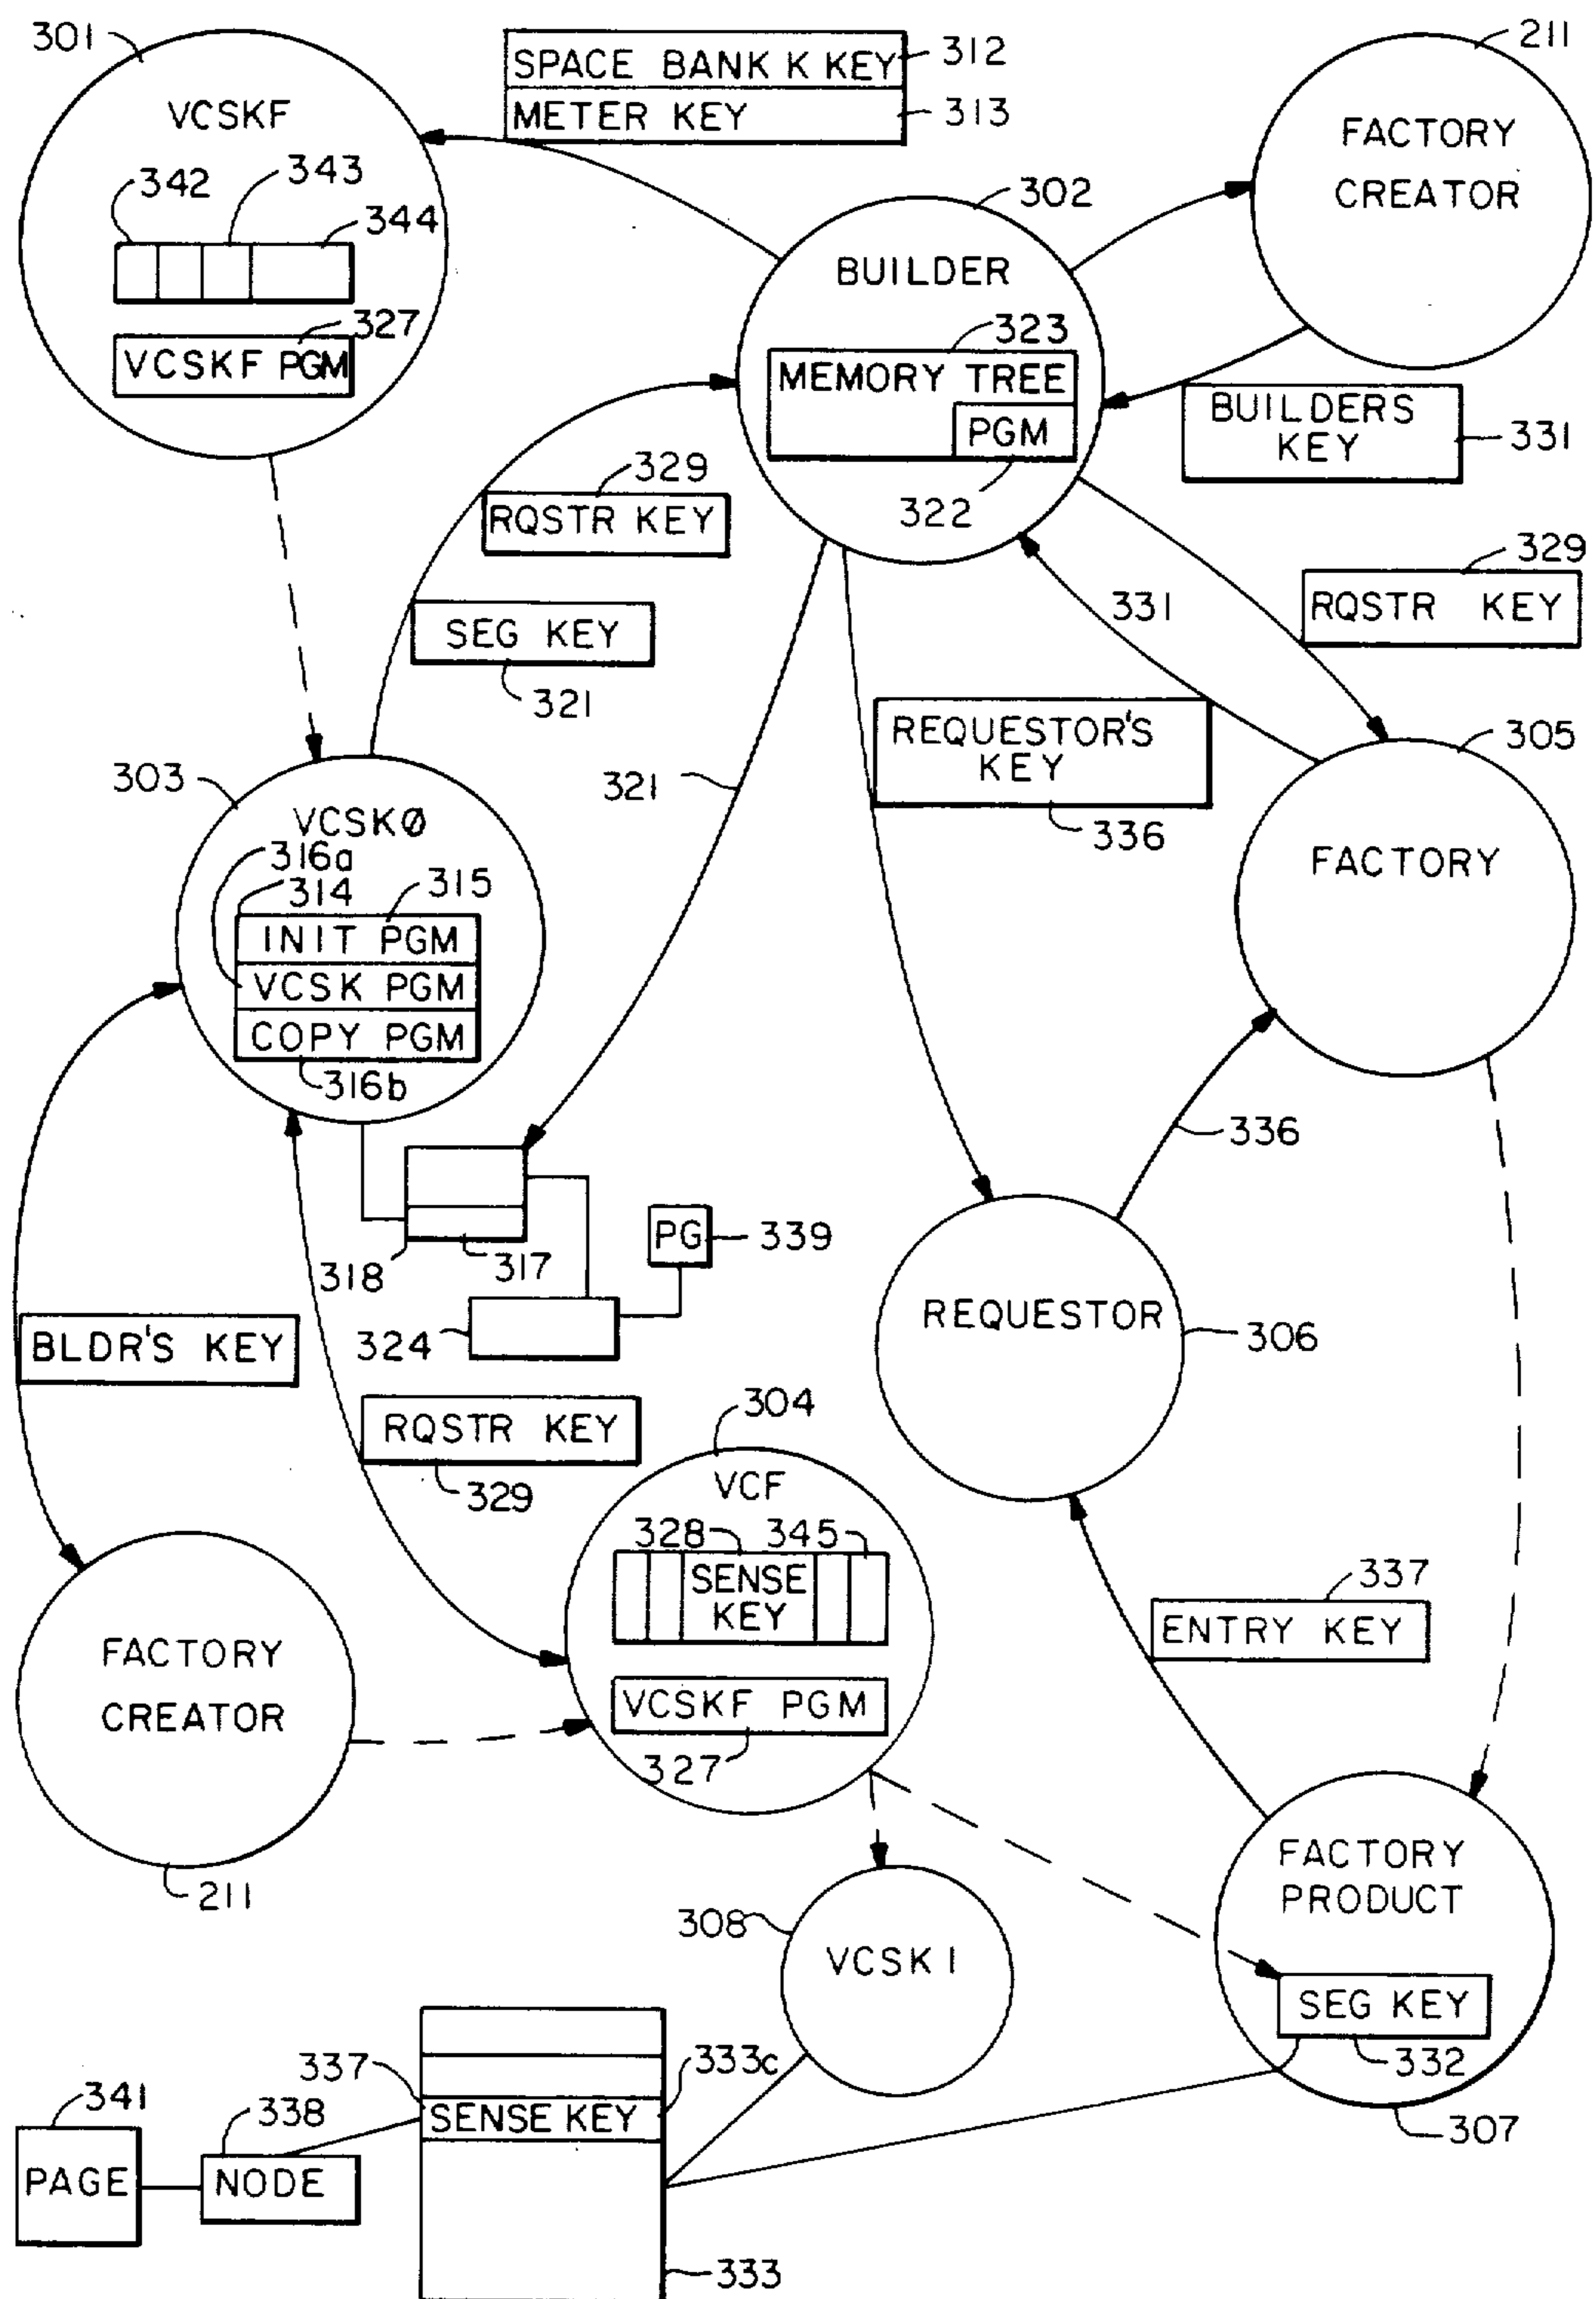 301
SPACE BANK K KEY
312
METER KEY
313
211
VCSKF
342
343
344
327
VCSKF PGM
302
BUILDER
323
MEMORY TREE
PGM
322
FACTORY
CREATOR
BUILDERS
KEY
331
329
RQSTR KEY
SEG KEY
321
329
RQSTR KEY
331
REQUESTOR'S
KEY
336
321
305
FACTORY
303
VCSKØ
316a
314
315
INIT PGM
VCSK PGM
COPY PGM
316b
336
318
317
PG
339
324
REQUESTOR
306
BLDR'S KEY
RQSTR KEY
329
304
VCF
328
345
SENSE
KEY
VCSKF PGM
327
337
ENTRY KEY
FACTORY
CREATOR
211
308
VCSK 1
FACTORY
PRODUCT
SEG KEY
332
307
337
333c
SENSE KEY
341
338
PAGE
NODE
333